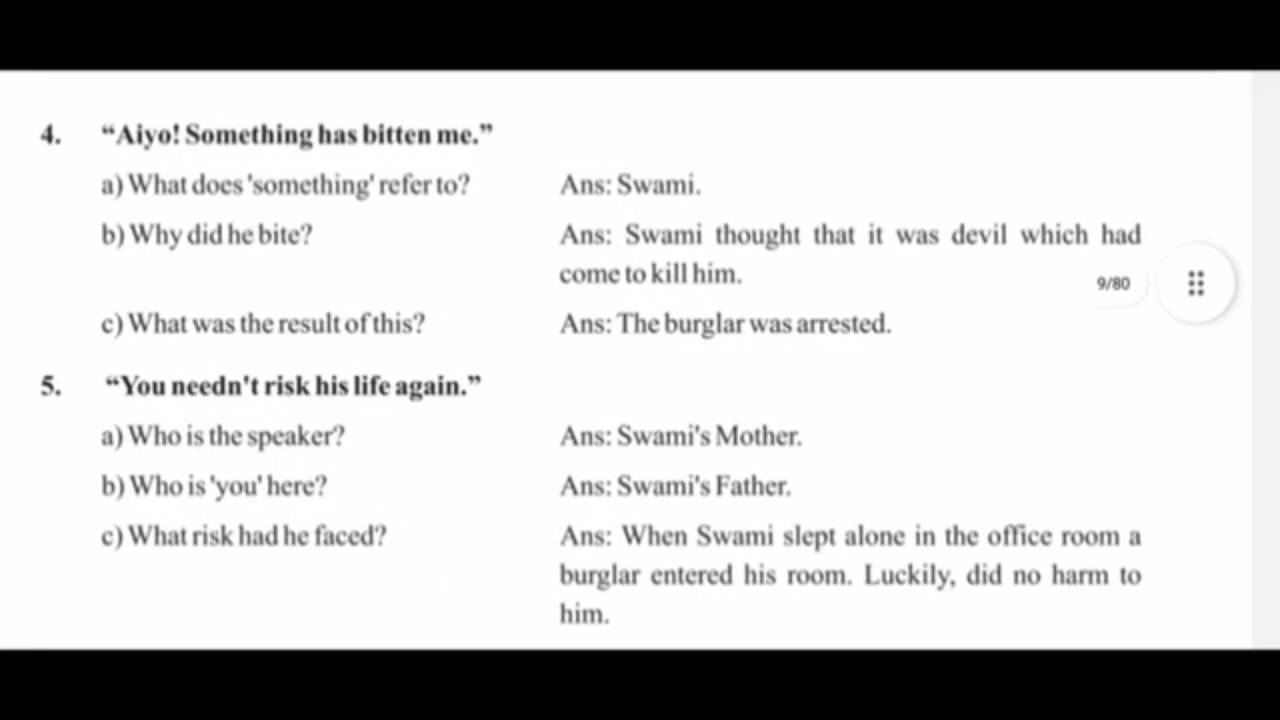 4. “Aiyo! Something has bitten me.”
a) What does 'something' refer to? Ans: Swami.
b) Why did he bite? Ans: Swami thought that it was devil which had
come to kill him.
9/80
c) What was the result of this? Ans: The burglar was arrested.
5. “You needn't risk his life again.”
a) Who is the speaker? Ans: Swami's Mother.
b) Who is 'you' here? Ans: Swami's Father.
c) What risk had he faced? Ans: When Swami slept alone in the office room a
burglar entered his room. Luckily, did no harm to
him.